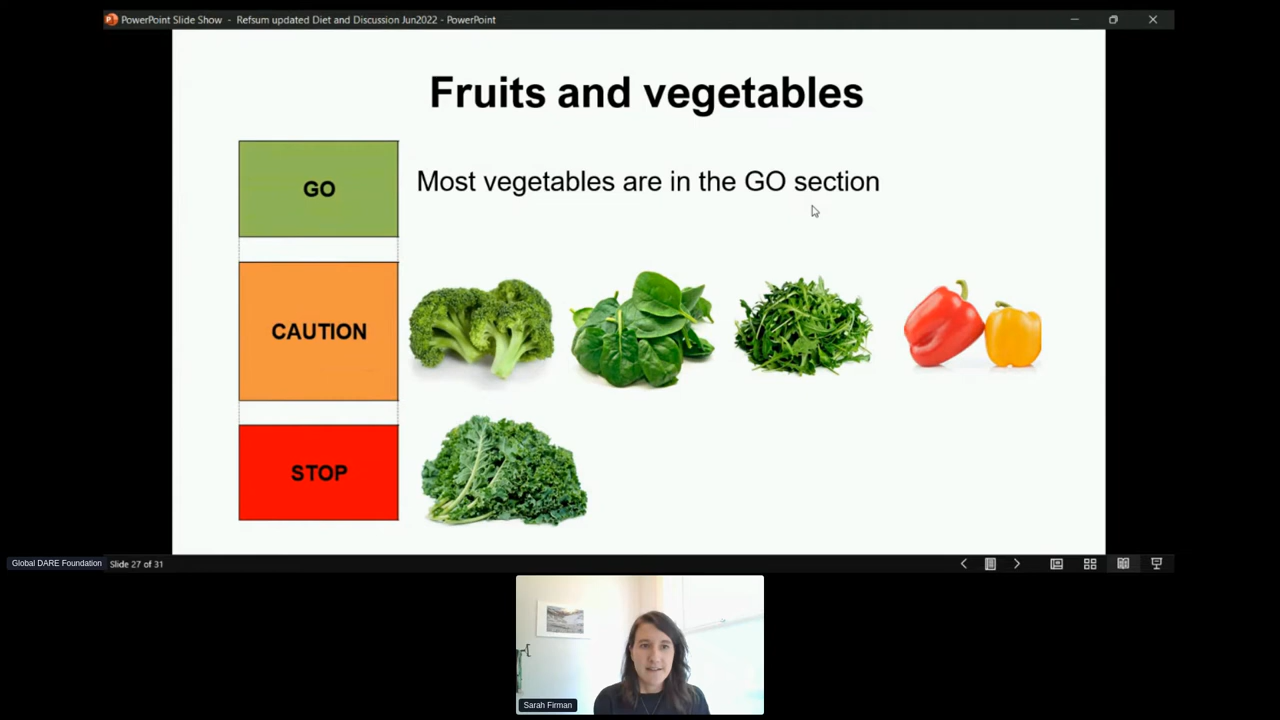 PowerPoint Slide Show - Refsum updated Diet and Discussion Jun2022 - PowerPoint
Fruits and vegetables
GO
Most vegetables are in the GO section
CAUTION
STOP
Global DARE Foundation
Slide 27 of 31
Sarah Firman